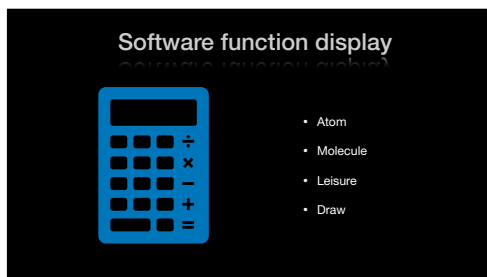 Software function display
÷
×
−
+
=
• Atom
• Molecule
• Leisure
• Draw